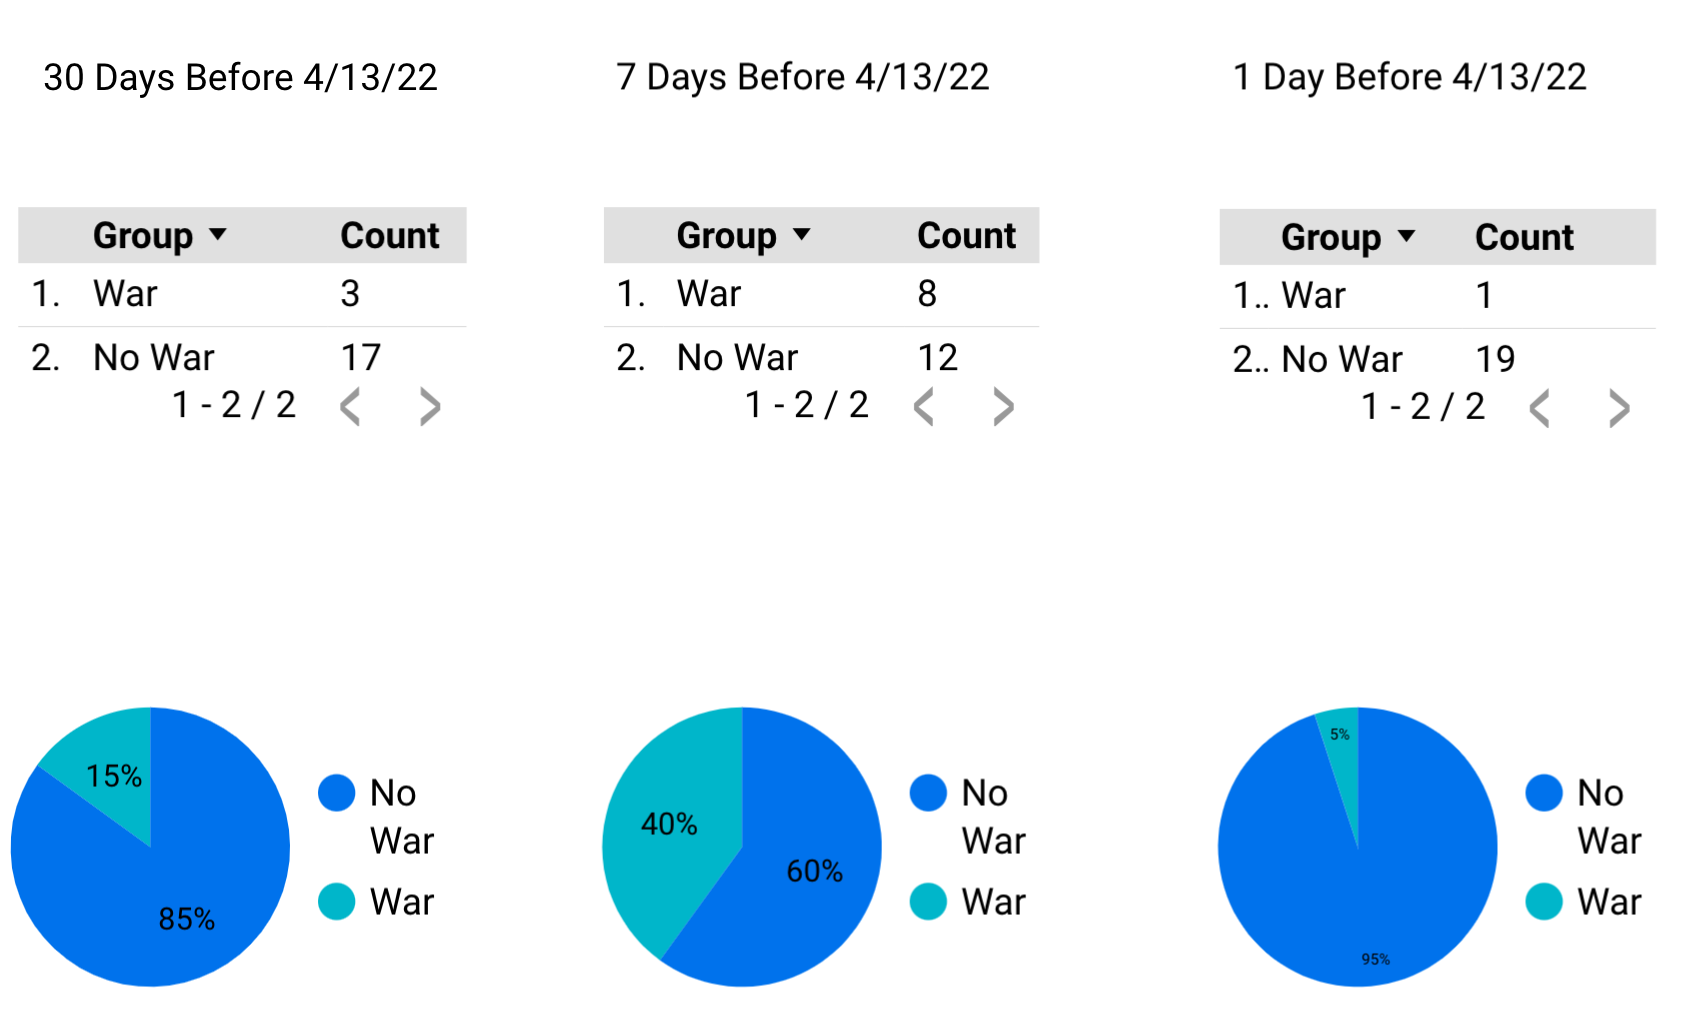 30 Days Before 4/13/22
Group Count
1. War 3
2. No War 17
1 - 2 / 2
15%
85%
No
War
War
7 Days Before 4/13/22
Group Count
1. War 8
2. No War 12
1 - 2 / 2
40%
60%
No
War
War
1 Day Before 4/13/22
Group Count
1.. War 1
2.. No War 19
1 - 2 / 2
5%
95%
No
War
War